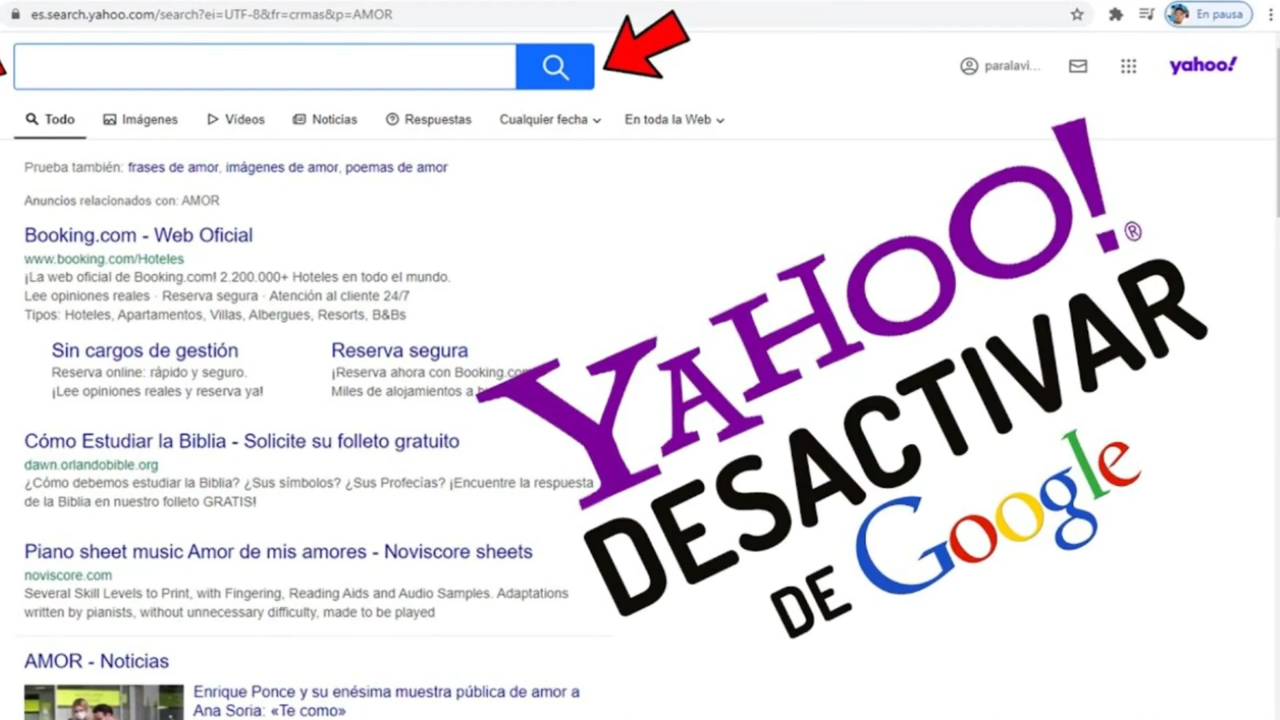 es.search.yahoo.com/search?ei=UTF-8&fr=crmas&p=AMOR
En pausa
paralavi...
yahoo!
Todo Imágenes Vídeos Noticias Respuestas Cualquier fecha En toda la Web
Prueba también: frases de amor, imágenes de amor, poemas de amor
Anuncios relacionados con: AMOR
Booking.com - Web Oficial
www.booking.com/Hoteles
¡La web oficial de Booking.com! 2.200.000+ Hoteles en todo el mundo.
Lee opiniones reales · Reserva segura · Atención al cliente 24/7
Tipos: Hoteles, Apartamentos, Villas, Albergues, Resorts, B&Bs
Sin cargos de gestión
Reserva online: rápido y seguro.
¡Lee opiniones reales y reserva ya!
Reserva segura
¡Reserva ahora con Booking.com
Miles de alojamientos a
Cómo Estudiar la Biblia - Solicite su folleto gratuito
dawn.orlandobible.org
¿Cómo debemos estudiar la Biblia? ¿Sus símbolos? ¿Sus Profecías? ¡Encuentre la respuesta
de la Biblia en nuestro folleto GRATIS!
Piano sheet music Amor de mis amores - Noviscore sheets
noviscore.com
Several Skill Levels to Print, with Fingering, Reading Aids and Audio Samples. Adaptations
written by pianists, without unnecessary difficulty, made to be played
AMOR - Noticias
Enrique Ponce y su enésima muestra pública de amor a
Ana Soria: «Te como»
YAHOO!®
DESACTIVAR
DE Google